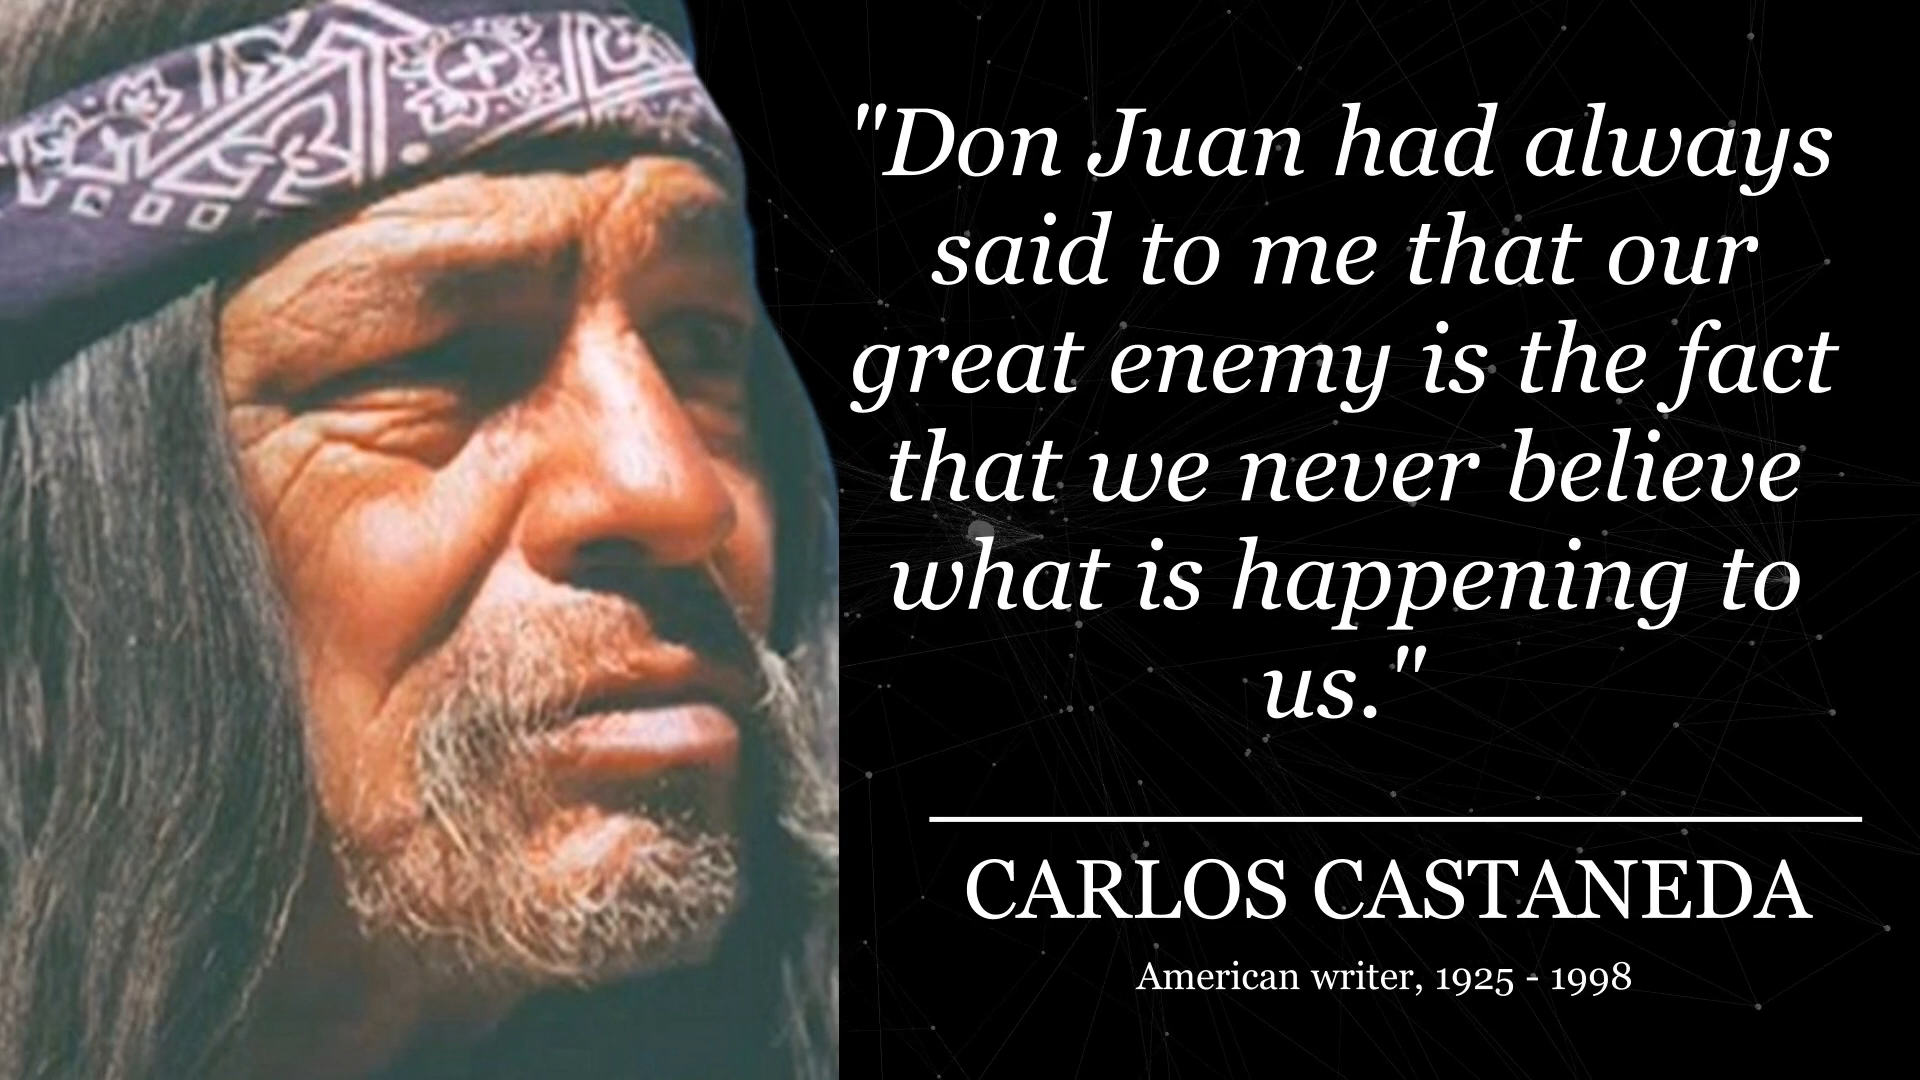 "Don Juan had always
said to me that our
great enemy is the fact
that we never believe
what is happening to
us."
CARLOS CASTANEDA
American writer, 1925 - 1998